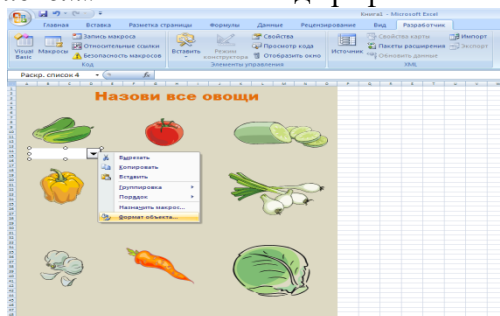 Книга1 - Microsoft Excel
Главная Вставка Разметка страницы Формулы Данные Рецензирование Вид Разработчик
Visual Basic
Макросы
Запись макроса
Относительные ссылки
Безопасность макросов
Код
Вставить
Режим конструктора
Свойства
Просмотр кода
Отобразить окно
Элементы управления
Источник
Свойства карты
Пакеты расширения
Обновить данные
Импорт
Экспорт
XML
Раскр. список 4
fx
Назови все овощи
Вырезать
Копировать
Вставить
Группировка
Порядок
Назначить макрос...
Формат объекта...